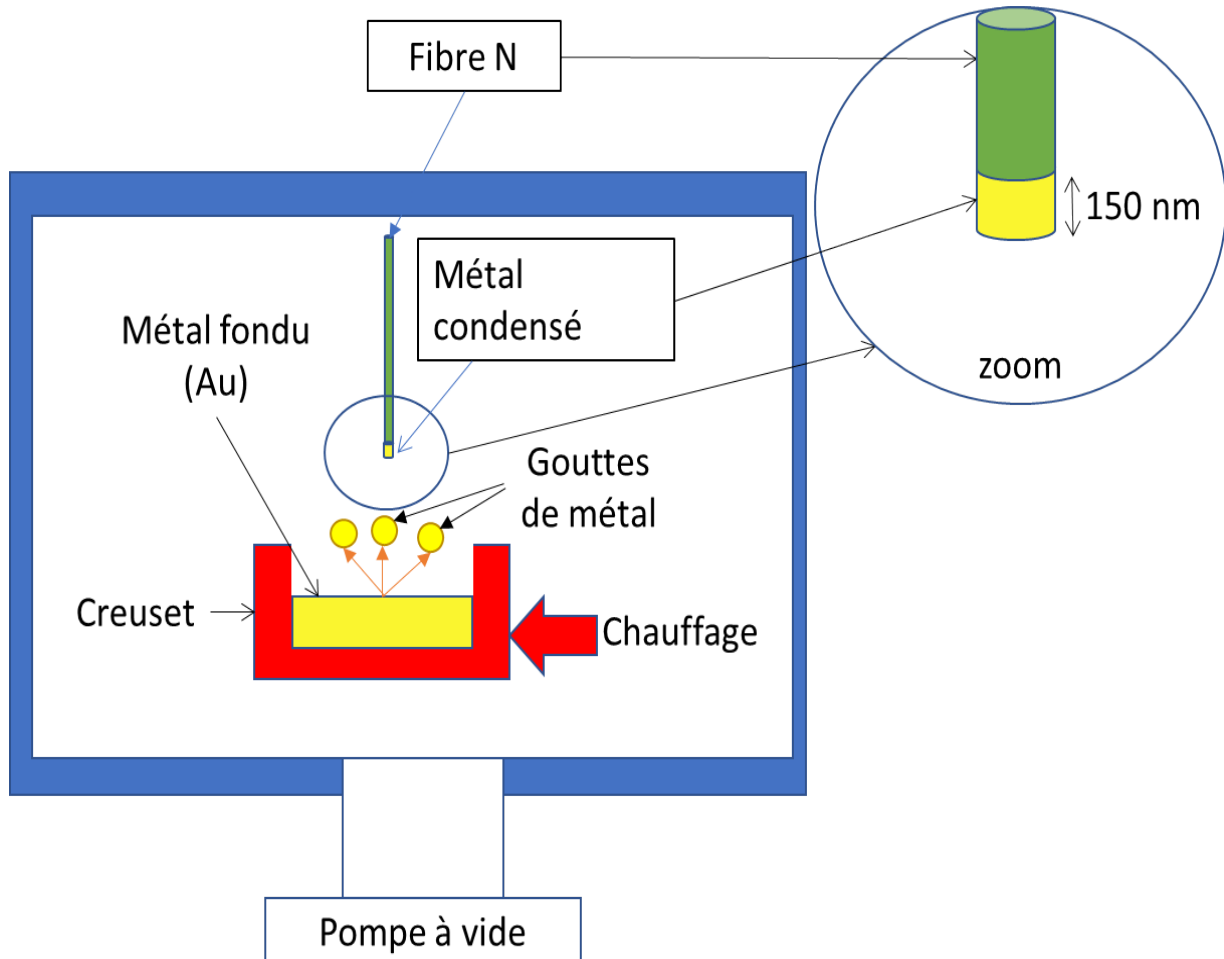 Fibre N
150 nm
Métal
condensé
Métal fondu
(Au)
zoom
Gouttes
de métal
Creuset
Chauffage
Pompe à vide